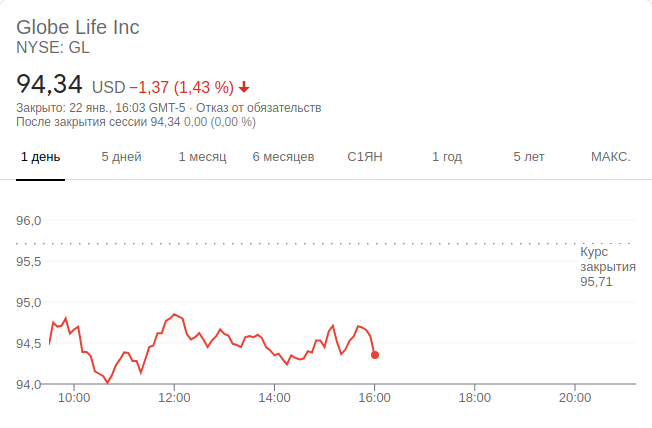 Globe Life Inc
NYSE: GL
94,34 USD −1,37 (1,43 %)
Закрыто: 22 янв., 16:03 GMT-5 · Отказ от обязательств
После закрытия сессии 94,34 0,00 (0,00 %)
1 день 5 дней 1 месяц 6 месяцев С1ЯН 1 год 5 лет МАКС.
96,0
Курс
закрытия
95,71
95,5
95,0
94,5
94,0
10:00 12:00 14:00 16:00 18:00 20:00